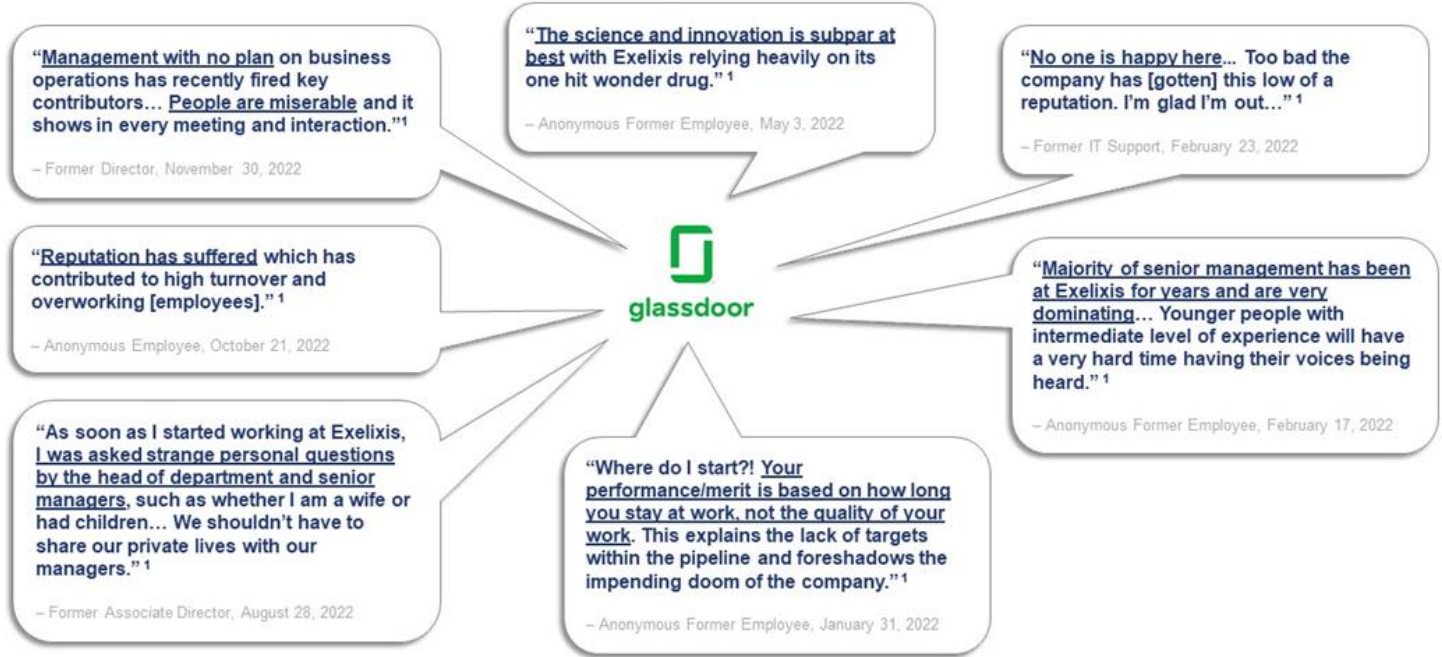 “Management with no plan on business
operations has recently fired key
contributors… People are miserable and it
shows in every meeting and interaction.”1
– Former Director, November 30, 2022
“The science and innovation is subpar at
best with Exelixis relying heavily on its
one hit wonder drug.” 1
– Anonymous Former Employee, May 3, 2022
“No one is happy here... Too bad the
company has [gotten] this low of a
reputation. I’m glad I’m out…” 1
– Former IT Support, February 23, 2022
“Reputation has suffered which has
contributed to high turnover and
overworking [employees].” 1
– Anonymous Employee, October 21, 2022
glassdoor
“Majority of senior management has been
at Exelixis for years and are very
dominating… Younger people with
intermediate level of experience will have
a very hard time having their voices being
heard.” 1
– Anonymous Former Employee, February 17, 2022
“As soon as I started working at Exelixis,
I was asked strange personal questions
by the head of department and senior
managers, such as whether I am a wife or
had children… We shouldn’t have to
share our private lives with our
managers.” 1
– Former Associate Director, August 28, 2022
“Where do I start?! Your
performance/merit is based on how long
you stay at work, not the quality of your
work. This explains the lack of targets
within the pipeline and foreshadows the
impending doom of the company.” 1
– Anonymous Former Employee, January 31, 2022